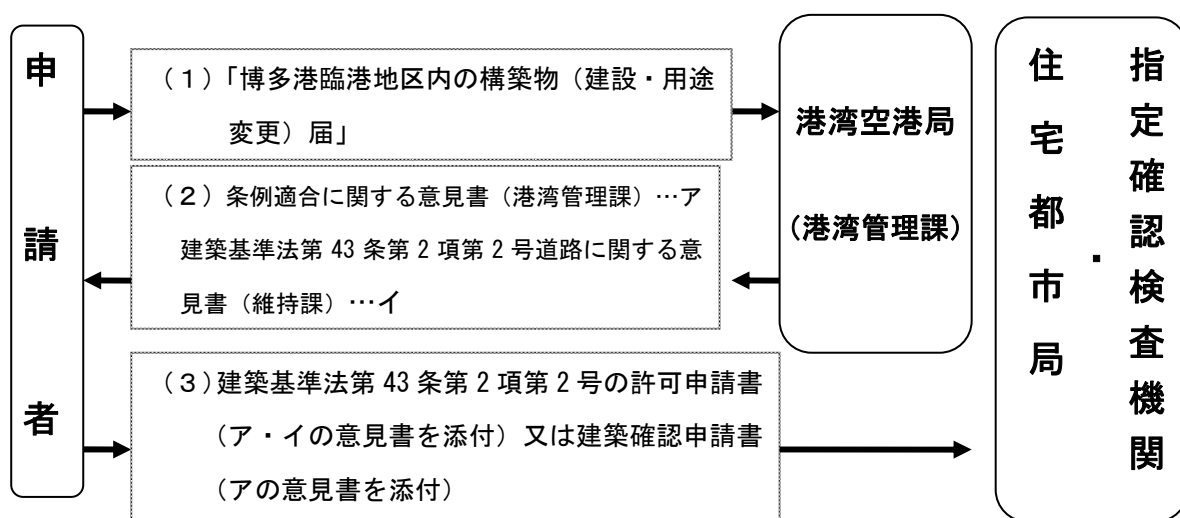 申請者
（１）「博多港臨港地区内の構築物（建設・用途
変更）届」
（２）条例適合に関する意見書（港湾管理課）…ア
建築基準法第 43 条第 2 項第 2 号道路に関する意
見書（維持課）…イ
（３）建築基準法第 43 条第 2 項第 2 号の許可申請書
（ア・イの意見書を添付）又は建築確認申請書
（アの意見書を添付）
港湾空港局
（港湾管理課）
指定確認検査機関
・
住宅都市局